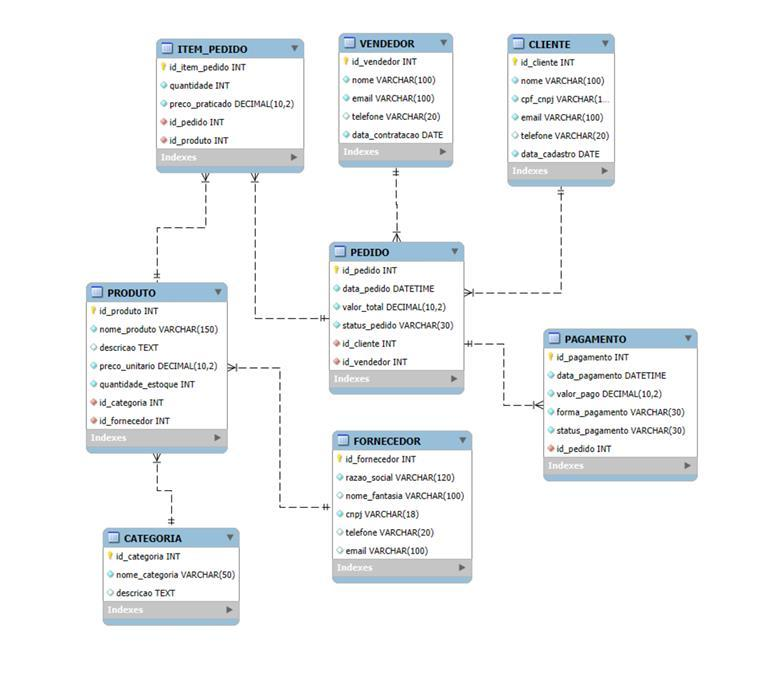 ITEM_PEDIDO
id_item_pedido INT
quantidade INT
preco_praticado DECIMAL(10,2)
id_pedido INT
id_produto INT
Indexes
VENDEDOR
id_vendedor INT
nome VARCHAR(100)
email VARCHAR(100)
telefone VARCHAR(20)
data_contratacao DATE
Indexes
CLIENTE
id_cliente INT
nome VARCHAR(100)
cpf_cnpj VARCHAR(1...
email VARCHAR(100)
telefone VARCHAR(20)
data_cadastro DATE
Indexes
PEDIDO
id_pedido INT
data_pedido DATETIME
valor_total DECIMAL(10,2)
status_pedido VARCHAR(30)
id_cliente INT
id_vendedor INT
Indexes
PRODUTO
id_produto INT
nome_produto VARCHAR(150)
descricao TEXT
preco_unitario DECIMAL(10,2)
quantidade_estoque INT
id_categoria INT
id_fornecedor INT
Indexes
PAGAMENTO
id_pagamento INT
data_pagamento DATETIME
valor_pago DECIMAL(10,2)
forma_pagamento VARCHAR(30)
status_pagamento VARCHAR(30)
id_pedido INT
Indexes
FORNECEDOR
id_fornecedor INT
razao_social VARCHAR(120)
nome_fantasia VARCHAR(100)
cnpj VARCHAR(18)
telefone VARCHAR(20)
email VARCHAR(100)
Indexes
CATEGORIA
id_categoria INT
nome_categoria VARCHAR(50)
descricao TEXT
Indexes